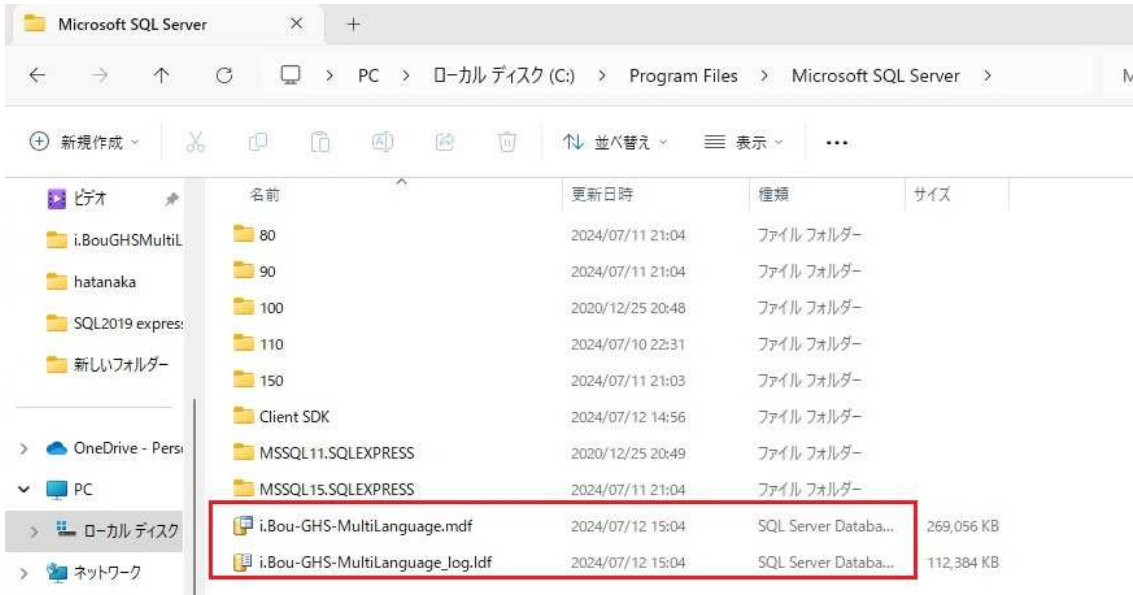 Microsoft SQL Server
PC > ローカル ディスク (C:) > Program Files > Microsoft SQL Server >
新規作成 並べ替え 表示 ...
名前 更新日時 種類 サイズ
ビデオ
i.BouGHSMultiL
hatanaka
SQL2019 expres
新しいフォルダー
OneDrive - Pers
PC
ローカル ディスク
ネットワーク
80 2024/07/11 21:04 ファイル フォルダー
90 2024/07/11 21:04 ファイル フォルダー
100 2020/12/25 20:48 ファイル フォルダー
110 2024/07/10 22:31 ファイル フォルダー
150 2024/07/11 21:03 ファイル フォルダー
Client SDK 2024/07/12 14:56 ファイル フォルダー
MSSQL11.SQLEXPRESS 2020/12/25 20:49 ファイル フォルダー
MSSQL15.SQLEXPRESS 2024/07/11 21:04 ファイル フォルダー
i.Bou-GHS-MultiLanguage.mdf 2024/07/12 15:04 SQL Server Databa... 269,056 KB
i.Bou-GHS-MultiLanguage_log.ldf 2024/07/12 15:04 SQL Server Databa... 112,384 KB